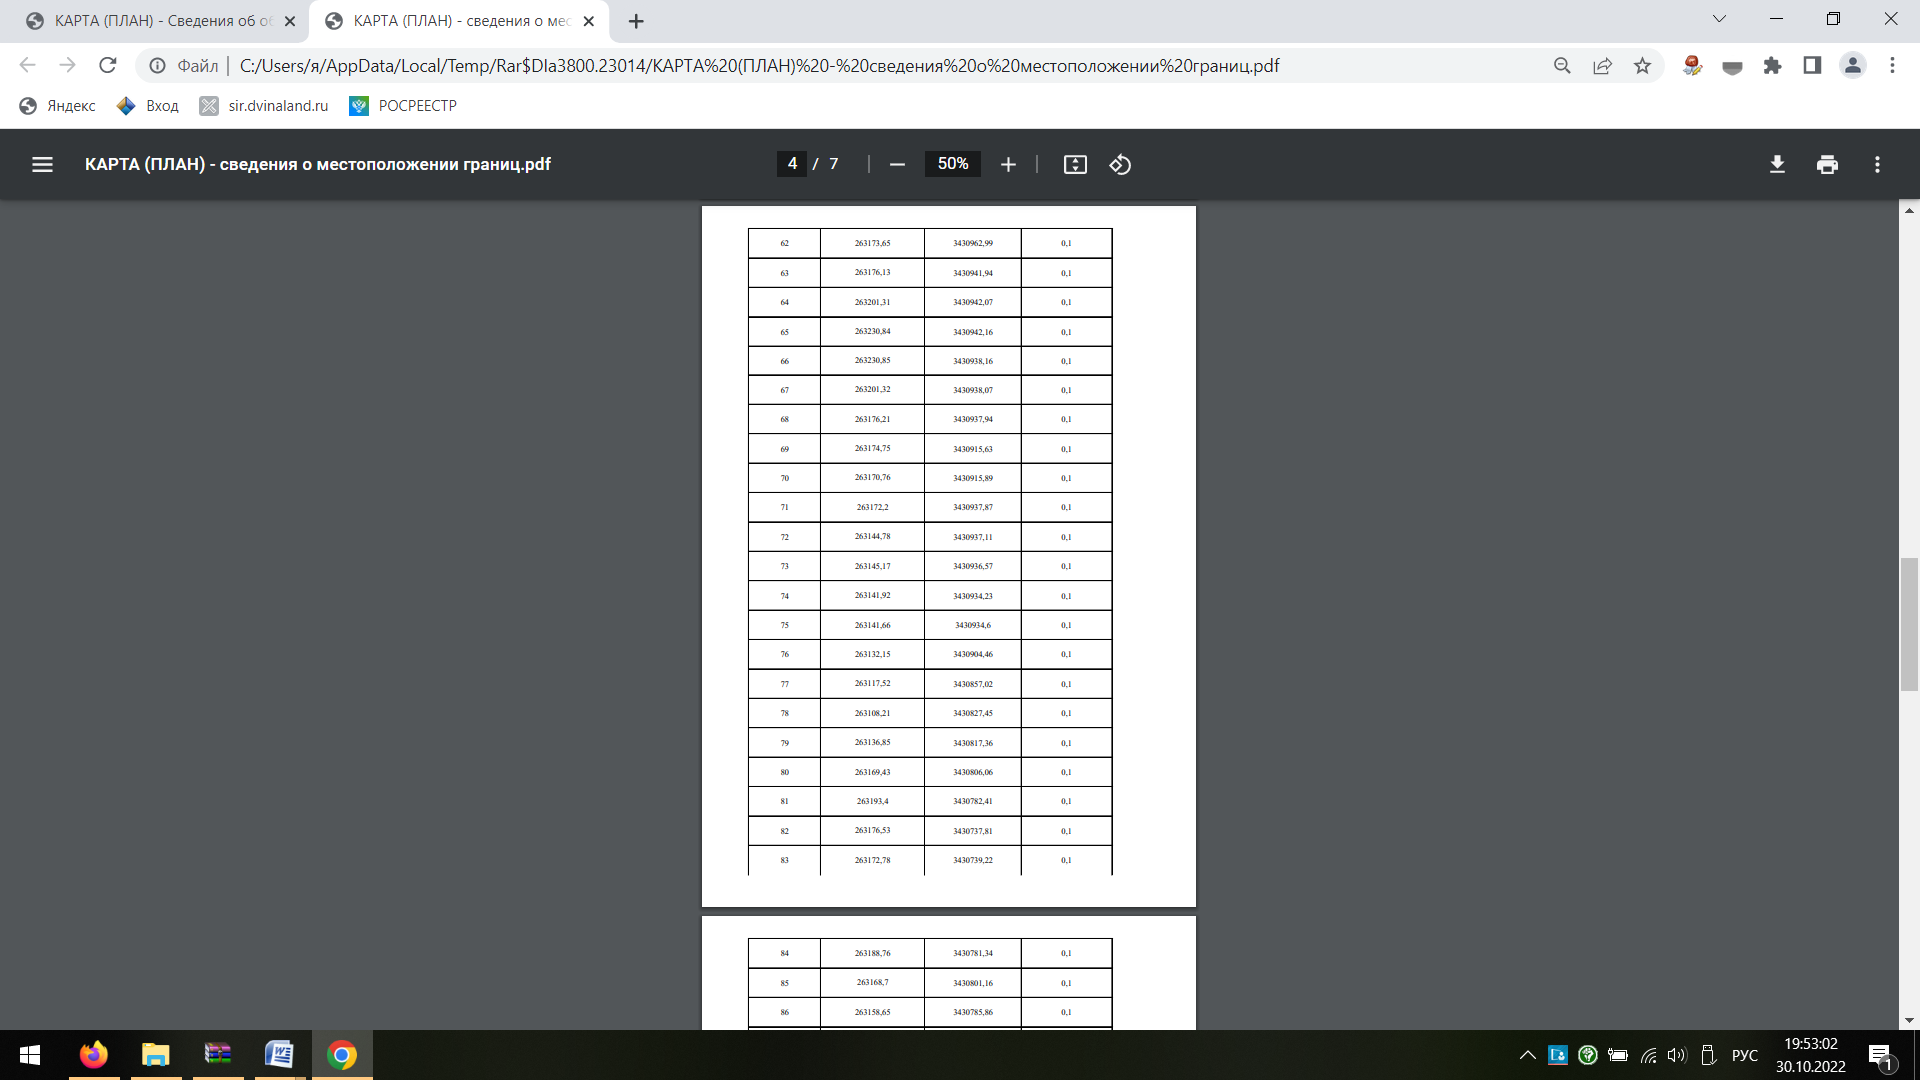 КАРТА (ПЛАН) - Сведения об об
КАРТА (ПЛАН) - сведения о мес
Файл | C:/Users/я/AppData/Local/Temp/Rar$DIa3800.23014/КАРТА%20(ПЛАН)%20-%20сведения%20о%20местоположении%20границ.pdf
Яндекс Вход sir.dvinaland.ru РОСРЕЕСТР
КАРТА (ПЛАН) - сведения о местоположении границ.pdf 4 / 7 50%
62 263173,65 3430962,99 0,1
63 263176,13 3430941,94 0,1
64 263201,31 3430942,07 0,1
65 263230,84 3430942,16 0,1
66 263230,85 3430938,16 0,1
67 263201,32 3430938,07 0,1
68 263176,21 3430937,94 0,1
69 263174,75 3430915,63 0,1
70 263170,76 3430915,89 0,1
71 263172,2 3430937,87 0,1
72 263144,78 3430937,11 0,1
73 263145,17 3430936,57 0,1
74 263141,92 3430934,23 0,1
75 263141,66 3430934,6 0,1
76 263132,15 3430904,46 0,1
77 263117,52 3430857,02 0,1
78 263108,21 3430827,45 0,1
79 263136,85 3430817,36 0,1
80 263169,43 3430806,06 0,1
81 263193,4 3430782,41 0,1
82 263176,53 3430737,81 0,1
83 263172,78 3430739,22 0,1
84 263188,76 3430781,34 0,1
85 263168,7 3430801,16 0,1
86 263158,65 3430785,86 0,1
РУС 19:53:02
30.10.2022
1